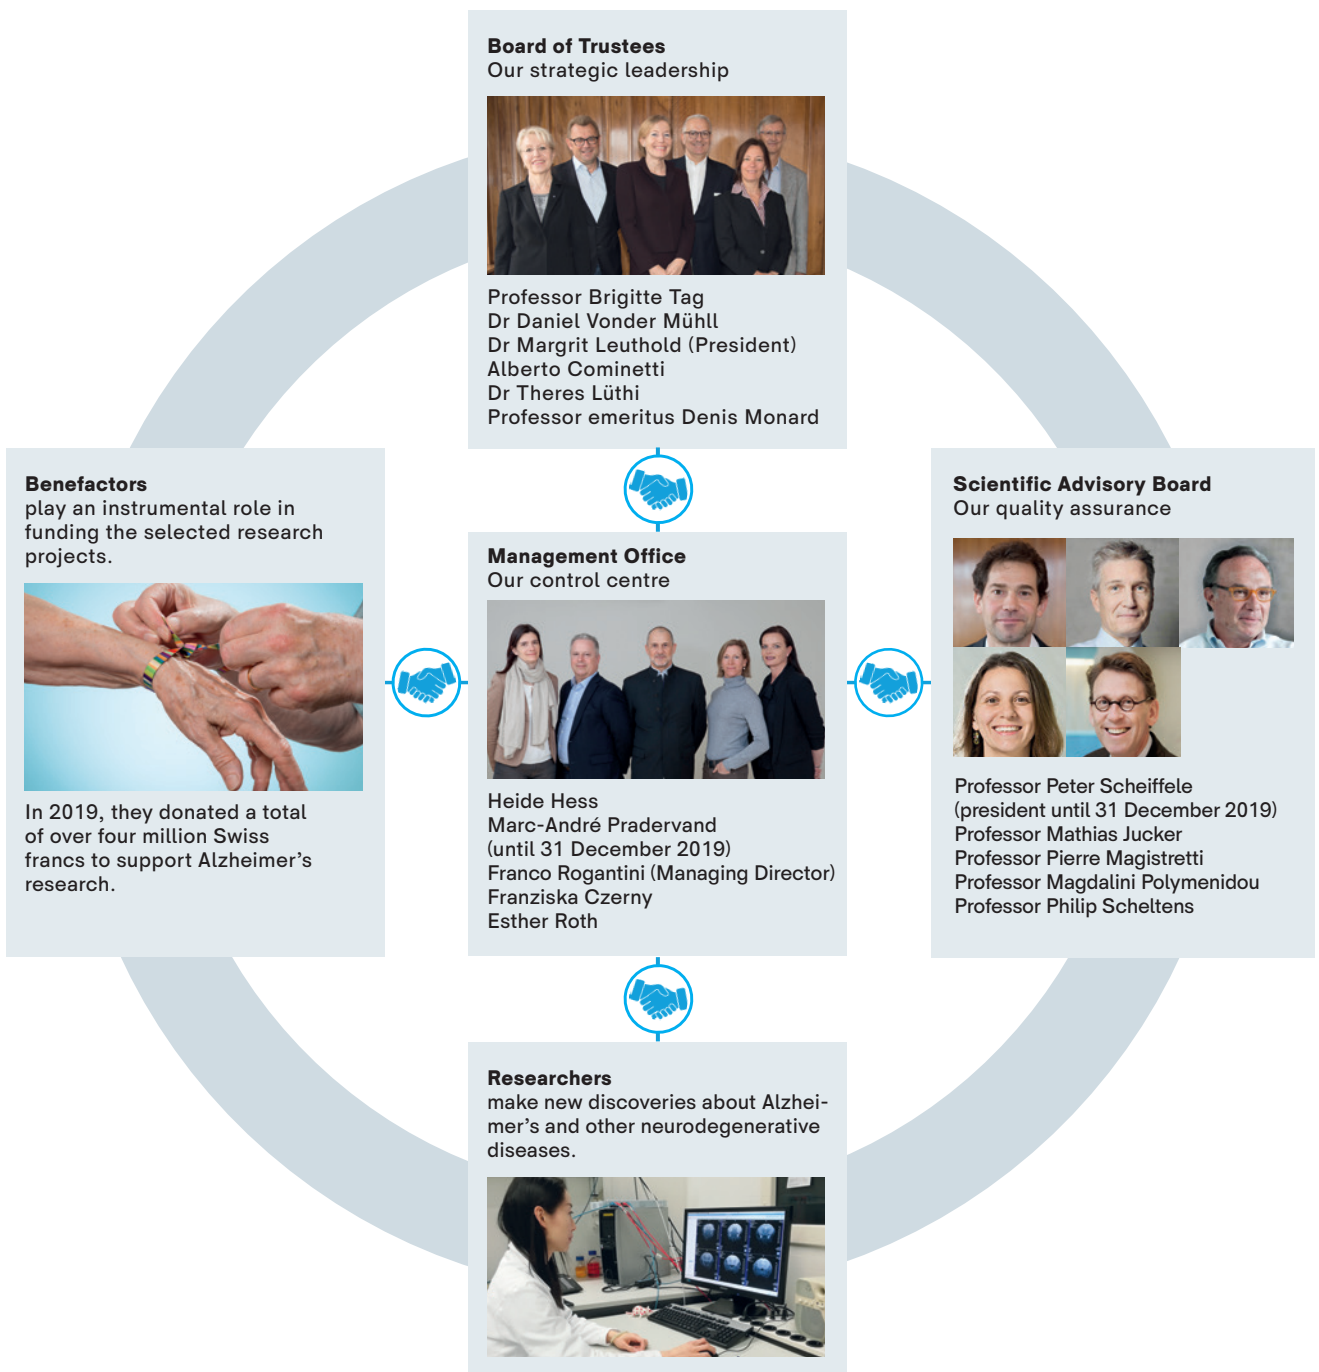 Board of Trustees
Our strategic leadership
Professor Brigitte Tag
Dr Daniel Vonder Mühll
Dr Margrit Leuthold (President)
Alberto Cominetti
Dr Theres Lüthi
Professor emeritus Denis Monard
Benefactors
play an instrumental role in
funding the selected research
projects.
In 2019, they donated a total
of over four million Swiss
francs to support Alzheimer’s
research.
Management Office
Our control centre
Heide Hess
Marc-André Pradervand
(until 31 December 2019)
Franco Rogantini (Managing Director)
Franziska Czerny
Esther Roth
Scientific Advisory Board
Our quality assurance
Professor Peter Scheiffele
(president until 31 December 2019)
Professor Mathias Jucker
Professor Pierre Magistretti
Professor Magdalini Polymenidou
Professor Philip Scheltens
Researchers
make new discoveries about Alzhei-
mer’s and other neurodegenerative
diseases.